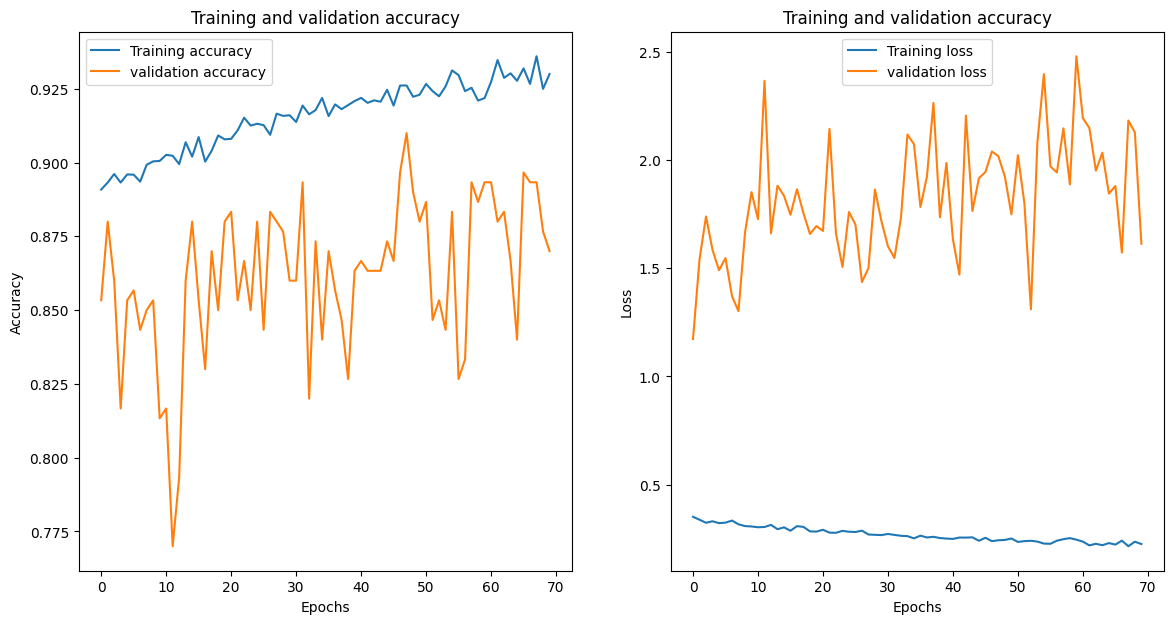 Training and validation accuracy
Training accuracy
validation accuracy
0.925
0.900
0.875
0.850
0.825
0.800
0.775
Accuracy
0 10 20 30 40 50 60 70
Epochs
Training and validation accuracy
Training loss
validation loss
2.5
2.0
1.5
1.0
0.5
Loss
0 10 20 30 40 50 60 70
Epochs